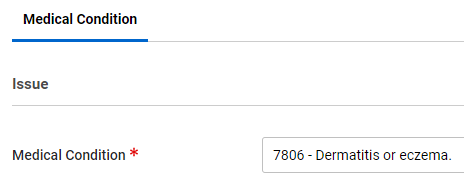 Medical Condition
Issue
Medical Condition *
7806 - Dermatitis or eczema.